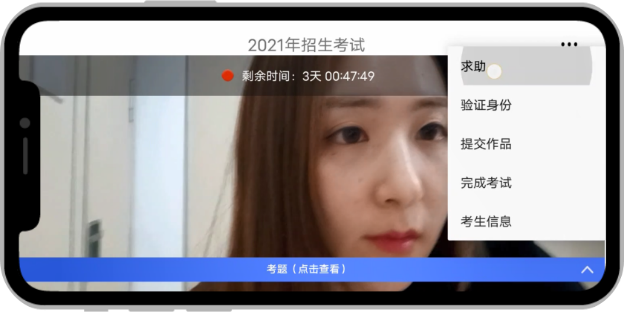 2021年招生考试
剩余时间：3天 00:47:49
求助
验证身份
提交作品
完成考试
考生信息
考题（点击查看）